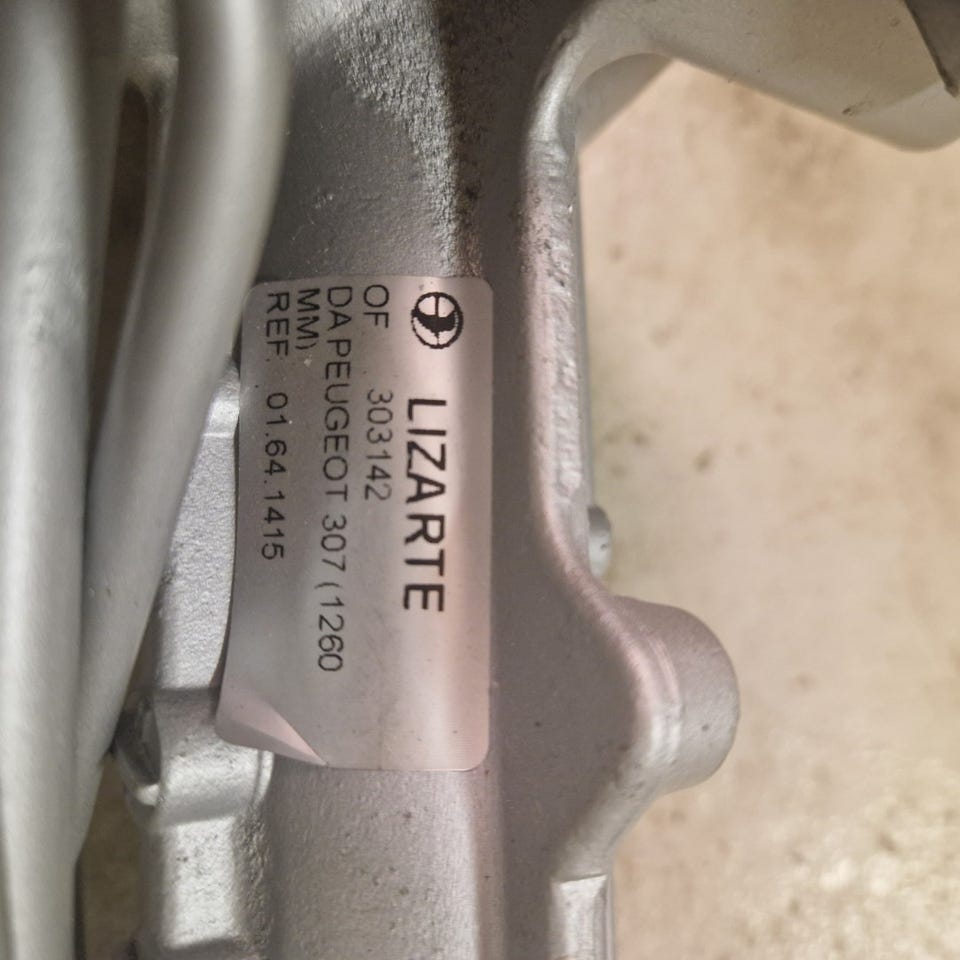 LIZARTE
OF. 303142
DA PEUGEOT 307 (1260
MM)
REF. 01.64.1415